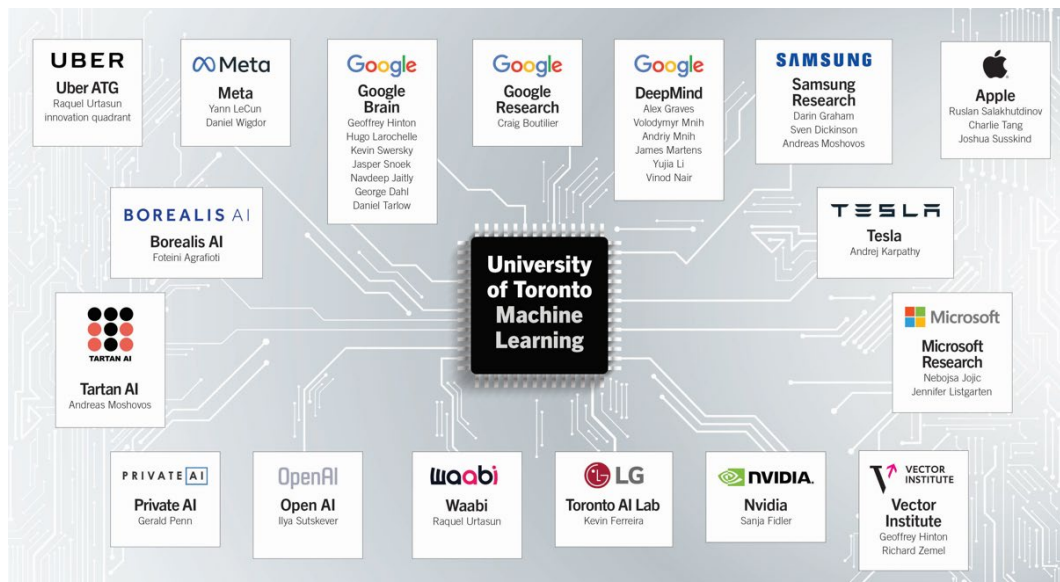 UBER
Uber ATG
Raquel Urtasun
innovation quadrant
Meta
Meta
Yann LeCun
Daniel Wigdor
Google
Google
Brain
Geoffrey Hinton
Hugo Larochelle
Kevin Swersky
Jasper Snoek
Navdeep Jaitly
George Dahl
Daniel Tarlow
Google
Google
Research
Craig Boutilier
Google
DeepMind
Alex Graves
Volodymyr Mnih
Andriy Mnih
James Martens
Yujia Li
Vinod Nair
SAMSUNG
Samsung
Research
Darin Graham
Sven Dickinson
Andreas Moshovos
Apple
Ruslan Salakhutdinov
Charlie Tang
Joshua Susskind
BOREALIS AI
Borealis AI
Foteini Agrafioti
University
of Toronto
Machine
Learning
TESLA
Tesla
Andrej Karpathy
TARTAN AI
Tartan AI
Andreas Moshovos
Microsoft
Microsoft
Research
Nebojsa Jojic
Jennifer Listgarten
PRIVATE AI
Private AI
Gerald Penn
OpenAI
Open AI
Ilya Sutskever
waabi
Waabi
Raquel Urtasun
LG
Toronto AI Lab
Kevin Ferreira
NVIDIA.
Nvidia
Sanja Fidler
VECTOR
INSTITUTE
Vector
Institute
Geoffrey Hinton
Richard Zemel